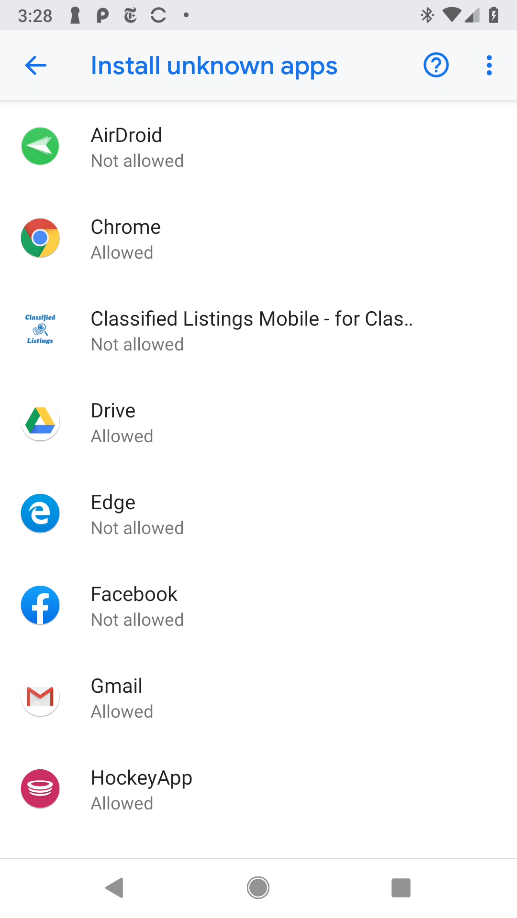 3:28
Install unknown apps
AirDroid
Not allowed
Chrome
Allowed
Classified
Listings
Classified Listings Mobile - for Clas..
Not allowed
Drive
Allowed
Edge
Not allowed
Facebook
Not allowed
Gmail
Allowed
HockeyApp
Allowed